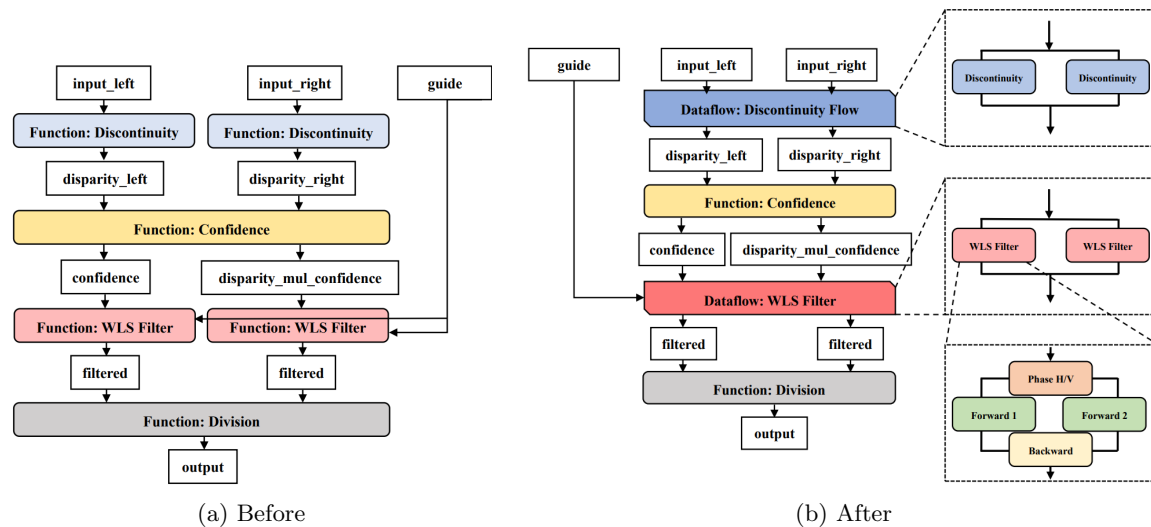 input_left
input_right
guide
Function: Discontinuity
Function: Discontinuity
disparity_left
disparity_right
Function: Confidence
confidence
disparity_mul_confidence
Function: WLS Filter
Function: WLS Filter
filtered
filtered
Function: Division
output
(a) Before
guide
input_left
input_right
Dataflow: Discontinuity Flow
disparity_left
disparity_right
Function: Confidence
confidence
disparity_mul_confidence
Dataflow: WLS Filter
filtered
filtered
Function: Division
output
Discontinuity
Discontinuity
WLS Filter
WLS Filter
Phase H/V
Forward 1
Forward 2
Backward
(b) After